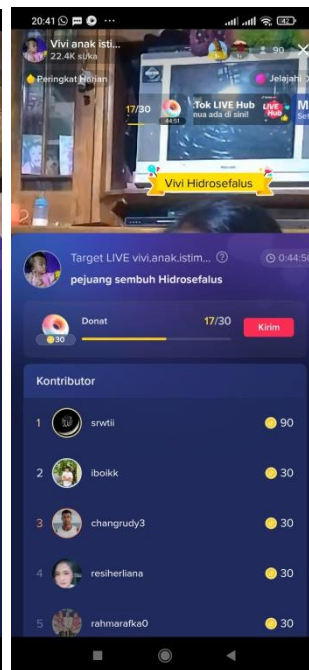 20:41
42
Vivi anak isti...
22.4K suka
90
Peringkat Harian
Jelajahi
17/30
44:51
Tok LIVE Hub
mua ada di sini!
LIVE
Hub
M
Set
Vivi Hidrosefalus
Target LIVE vivi.anak.istim...
0:44:50
pejuang sembuh Hidrosefalus
Donat
17/30
30
Kirim
Kontributor
1 srwtii 90
2 iboikk 30
3 changrudy3 30
4 resiherliana 30
5 rahmarafka0 30